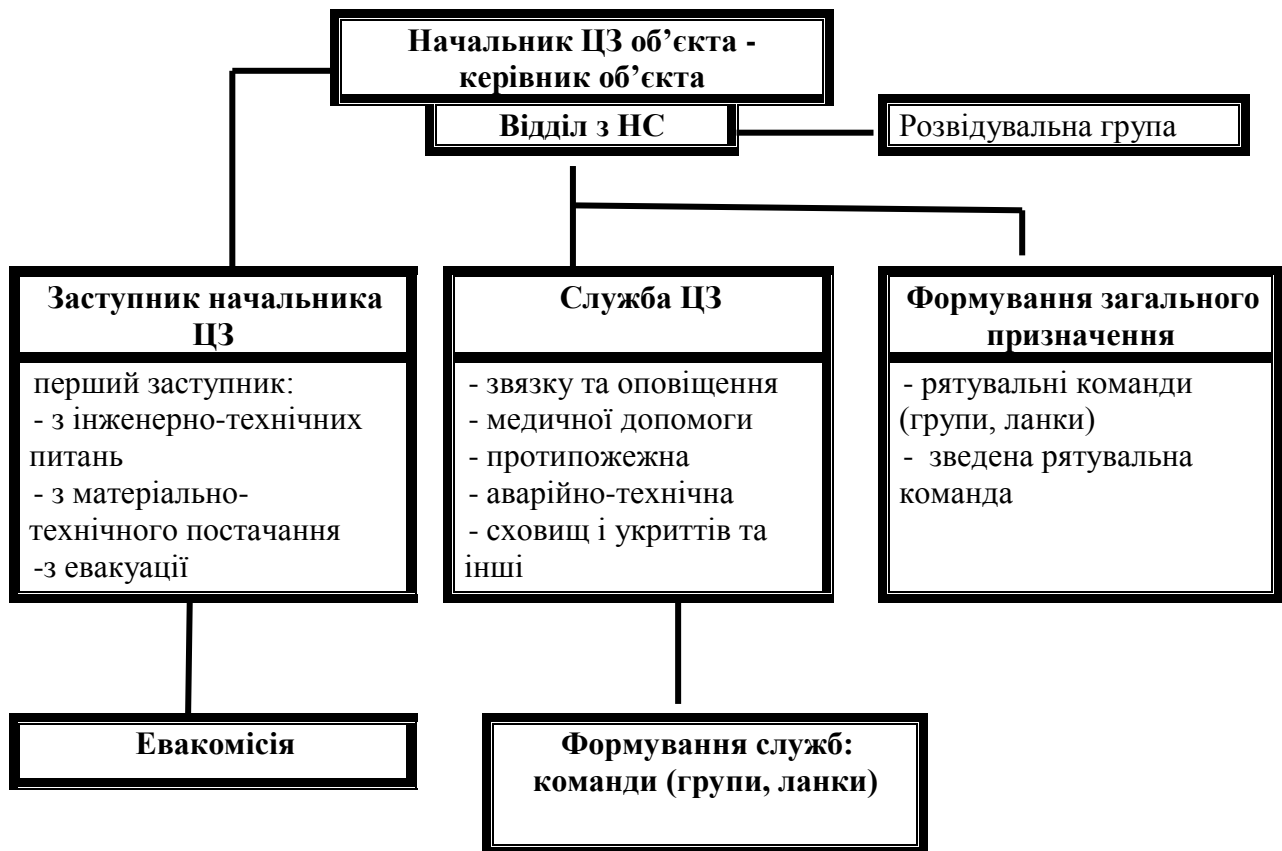 Начальник ЦЗ об’єкта -
керівник об’єкта
Відділ з НС
Розвідувальна група
Заступник начальника
ЦЗ
перший заступник:
- з інженерно-технічних
питань
- з матеріально-
технічного постачання
-з евакуації
Служба ЦЗ
- звязку та оповіщення
- медичної допомоги
- протипожежна
- аварійно-технічна
- сховищ і укриттів та
інші
Формування загального
призначення
- рятувальні команди
(групи, ланки)
- зведена рятувальна
команда
Евакомісія
Формування служб:
команди (групи, ланки)